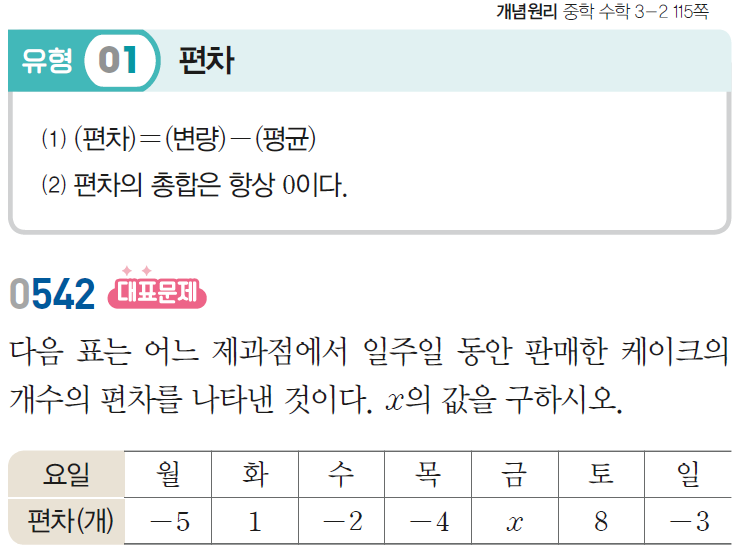 개념원리 중학 수학 3-2 115쪽
유형 01 편차
(1) (편차)=(변량)-(평균)
(2) 편차의 총합은 항상 0이다.
0542 대표문제
다음 표는 어느 제과점에서 일주일 동안 판매한 케이크의
개수의 편차를 나타낸 것이다. x의 값을 구하시오.
요일 월 화 수 목 금 토 일
편차(개) -5 1 -2 -4 x 8 -3